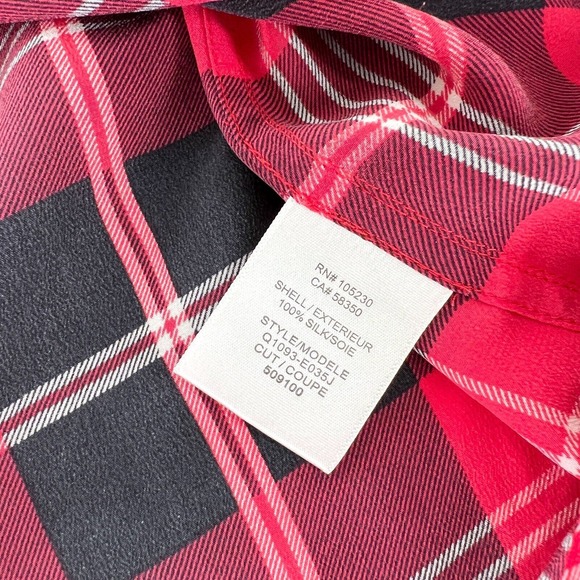 RN# 105230
CA# 58350
SHELL / EXTERIEUR
100% SILK/SOIE
STYLE/MODELE
Q1093-E035J
CUT / COUPE
509100